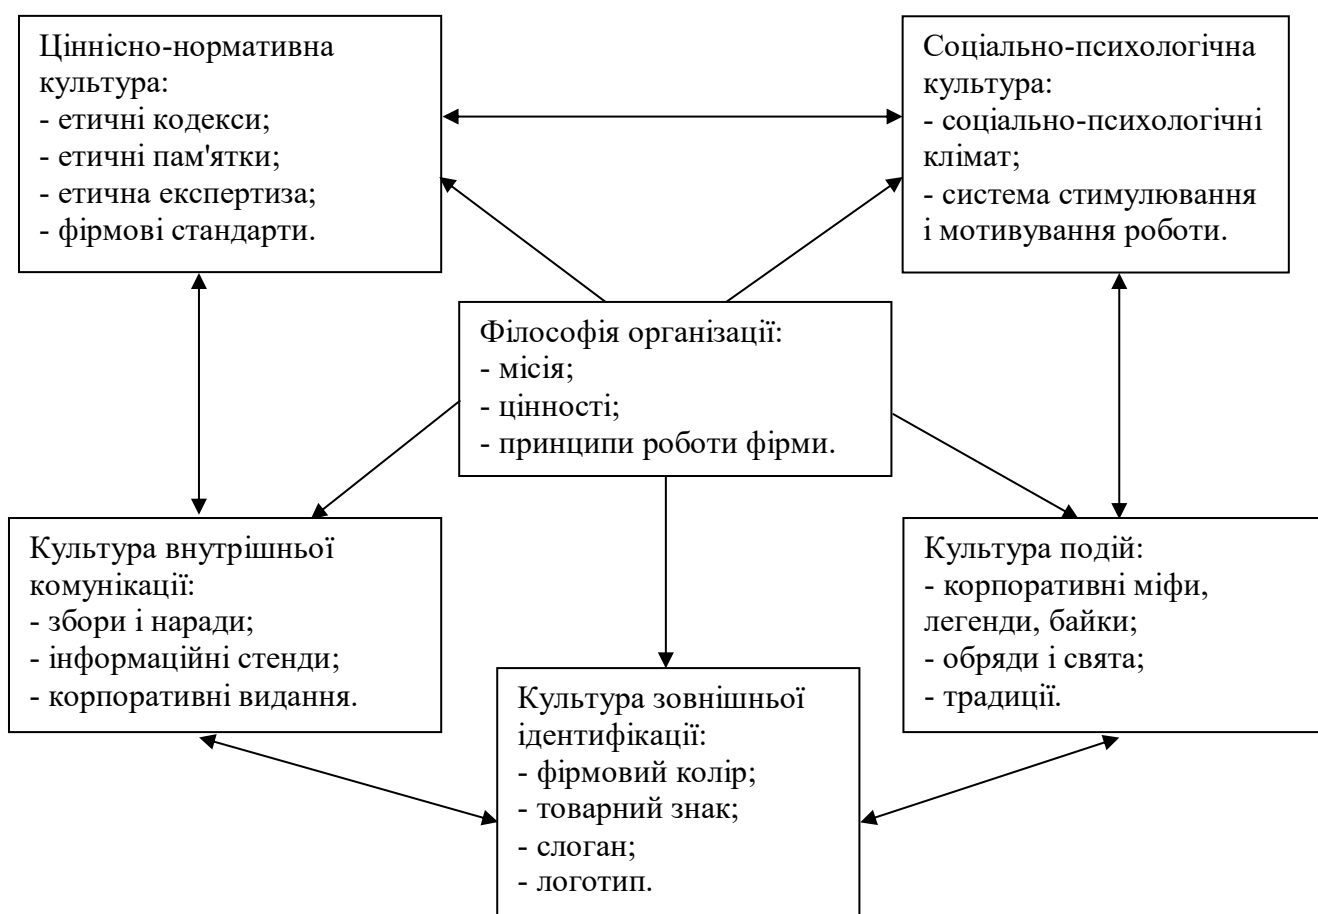 Ціннісно-нормативна
культура:
- етичні кодекси;
- етичні пам'ятки;
- етична експертиза;
- фірмові стандарти.
Соціально-психологічна
культура:
- соціально-психологічні
клімат;
- система стимулювання
і мотивування роботи.
Філософія організації:
- місія;
- цінності;
- принципи роботи фірми.
Культура внутрішньої
комунікації:
- збори і наради;
- інформаційні стенди;
- корпоративні видання.
Культура подій:
- корпоративні міфи,
легенди, байки;
- обряди і свята;
- традиції.
Культура зовнішньої
ідентифікації:
- фірмовий колір;
- товарний знак;
- слоган;
- логотип.